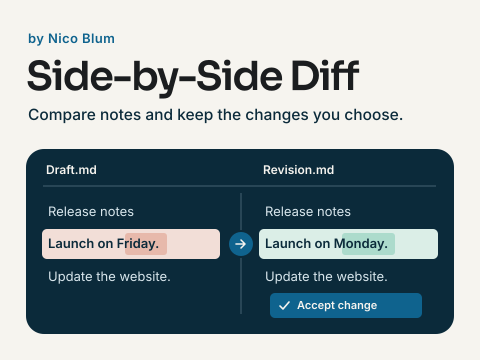 by Nico Blum
Side-by-Side Diff
Compare notes and keep the changes you choose.
Draft.md
Revision.md
Release notes
Release notes
Launch on Friday.
Launch on Monday.
Update the website.
Update the website.
Accept change